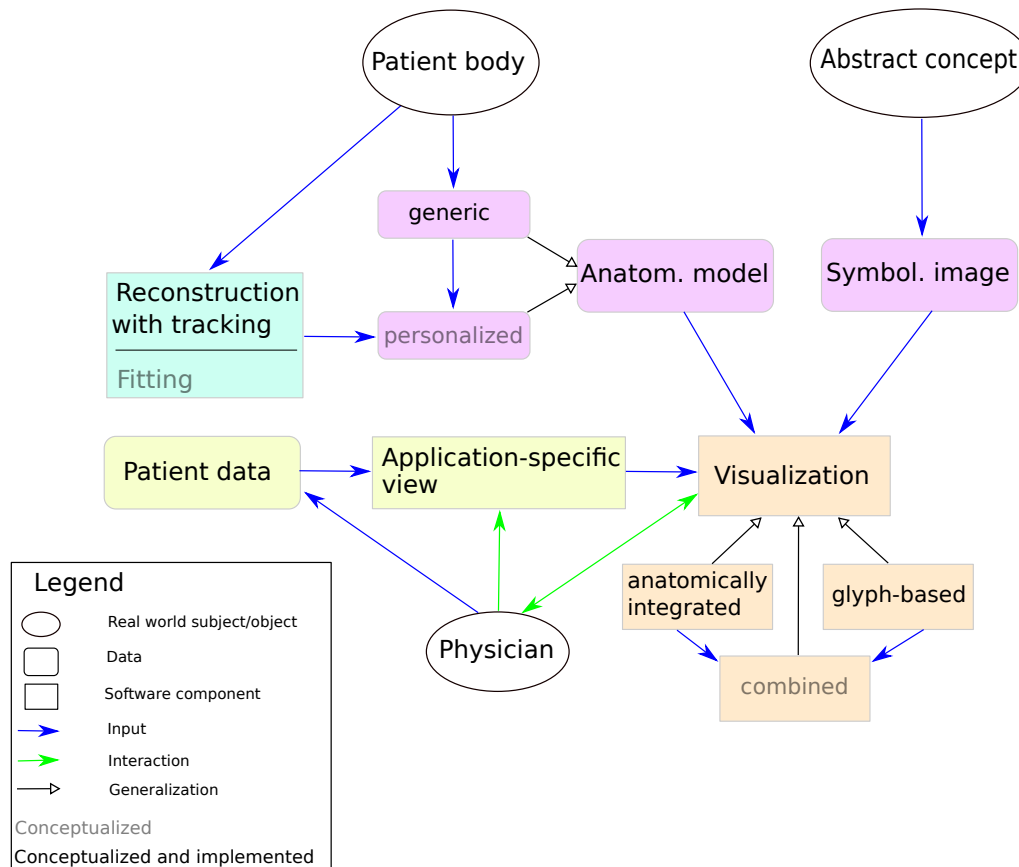 Patient body
Abstract concept
generic
Anatom. model
Symbol. image
Reconstruction
with tracking
personalized
Fitting
Patient data
Application-specific
view
Visualization
Legend
anatomically
integrated
glyph-based
Real world subject/object
Physician
Data
combined
Software component
Input
Interaction
Generalization
Conceptualized
Conceptualized and implemented